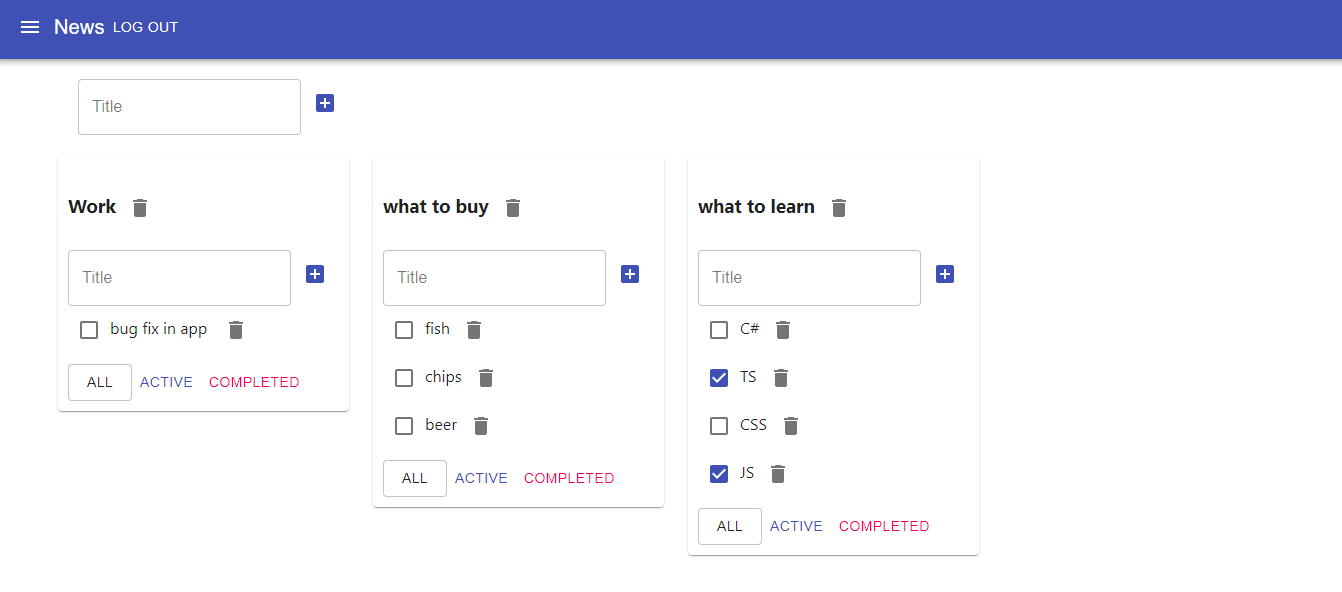 News LOG OUT
Title
Work
Title
bug fix in app
ALL ACTIVE COMPLETED
what to buy
Title
fish
chips
beer
ALL ACTIVE COMPLETED
what to learn
Title
C#
TS
CSS
JS
ALL ACTIVE COMPLETED